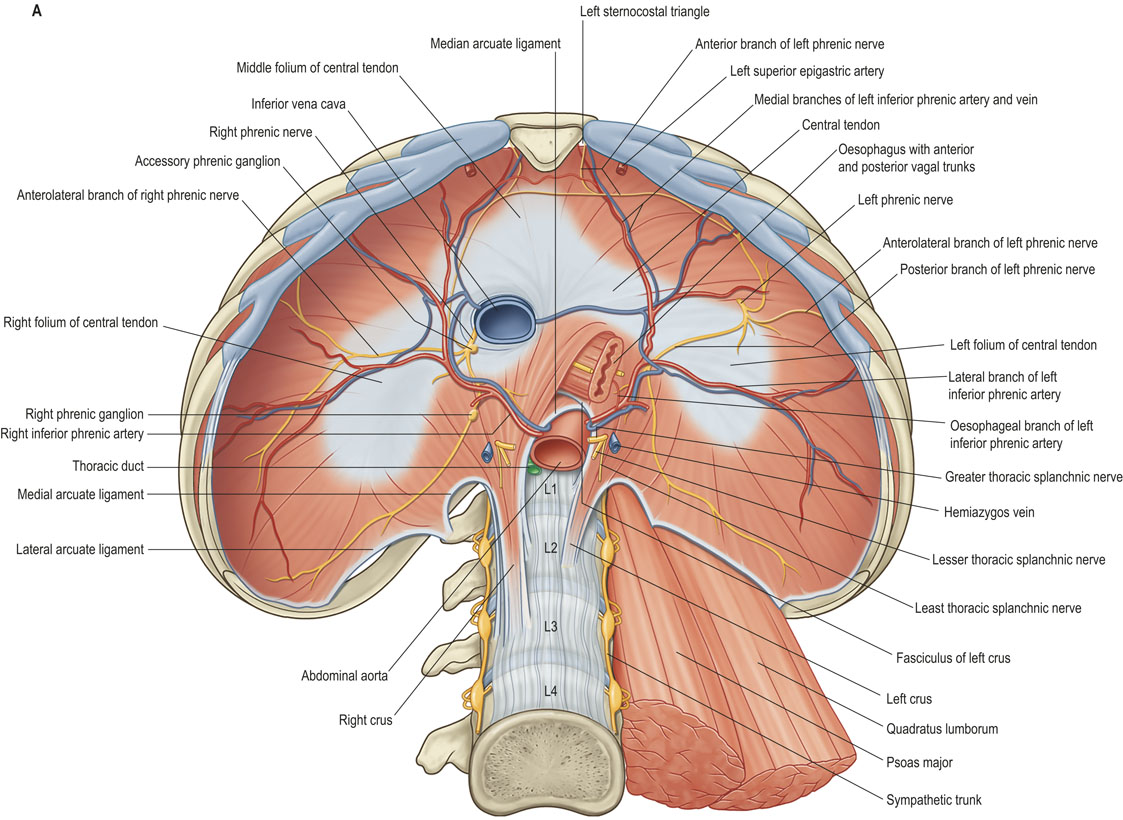 A
Left sternocostal triangle
Median arcuate ligament
Anterior branch of left phrenic nerve
Middle folium of central tendon
Left superior epigastric artery
Inferior vena cava
Medial branches of left inferior phrenic artery and vein
Right phrenic nerve
Central tendon
Accessory phrenic ganglion
Oesophagus with anterior
and posterior vagal trunks
Anterolateral branch of right phrenic nerve
Left phrenic nerve
Anterolateral branch of left phrenic nerve
Posterior branch of left phrenic nerve
Right folium of central tendon
Left folium of central tendon
Lateral branch of left
inferior phrenic artery
Right phrenic ganglion
Right inferior phrenic artery
Oesophageal branch of left
inferior phrenic artery
Thoracic duct
Greater thoracic splanchnic nerve
Medial arcuate ligament
L1
Hemiazygos vein
Lateral arcuate ligament
L2
Lesser thoracic splanchnic nerve
Least thoracic splanchnic nerve
L3
Fasciculus of left crus
Abdominal aorta
L4
Left crus
Right crus
Quadratus lumborum
Psoas major
Sympathetic trunk